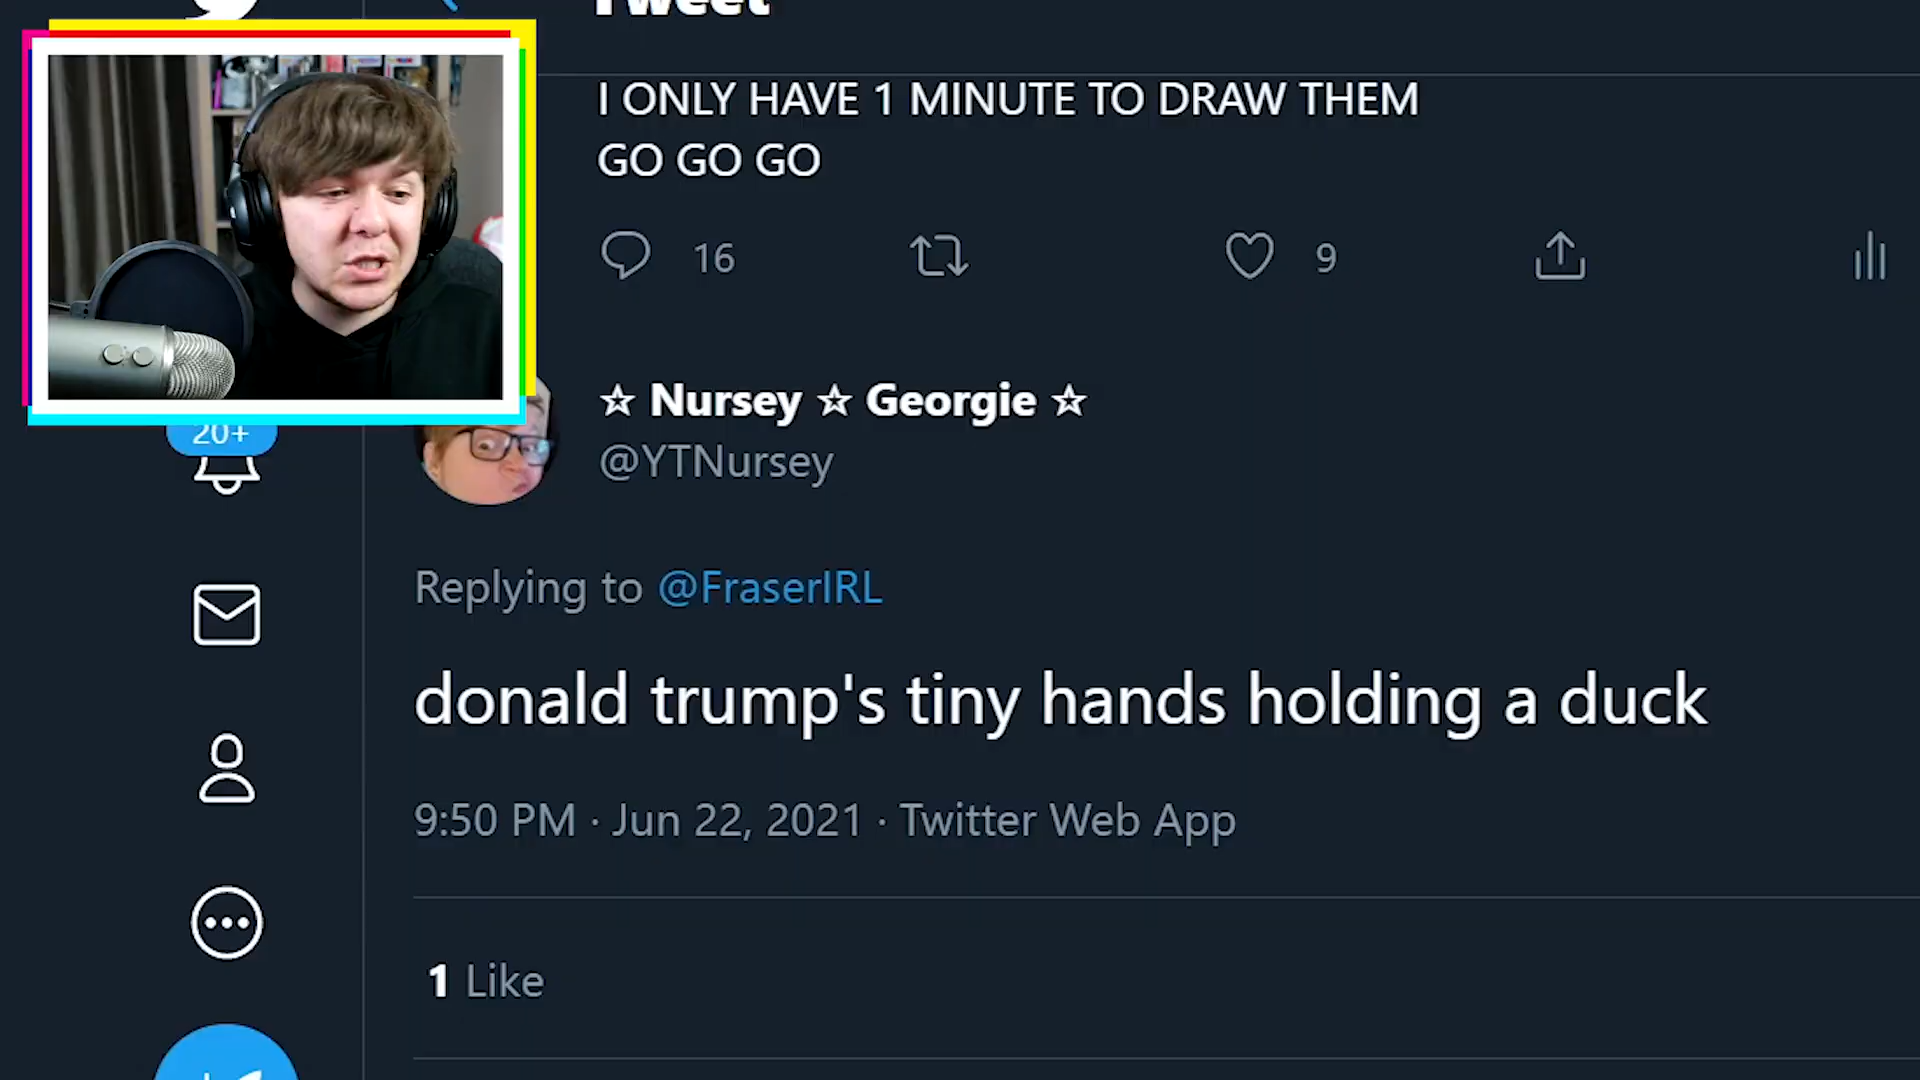 Tweet
I ONLY HAVE 1 MINUTE TO DRAW THEM
GO GO GO
16
9
☆ Nursey ☆ Georgie ☆
@YTNursey
20+
Replying to @FraserIRL
donald trump's tiny hands holding a duck
9:50 PM · Jun 22, 2021 · Twitter Web App
1 Like